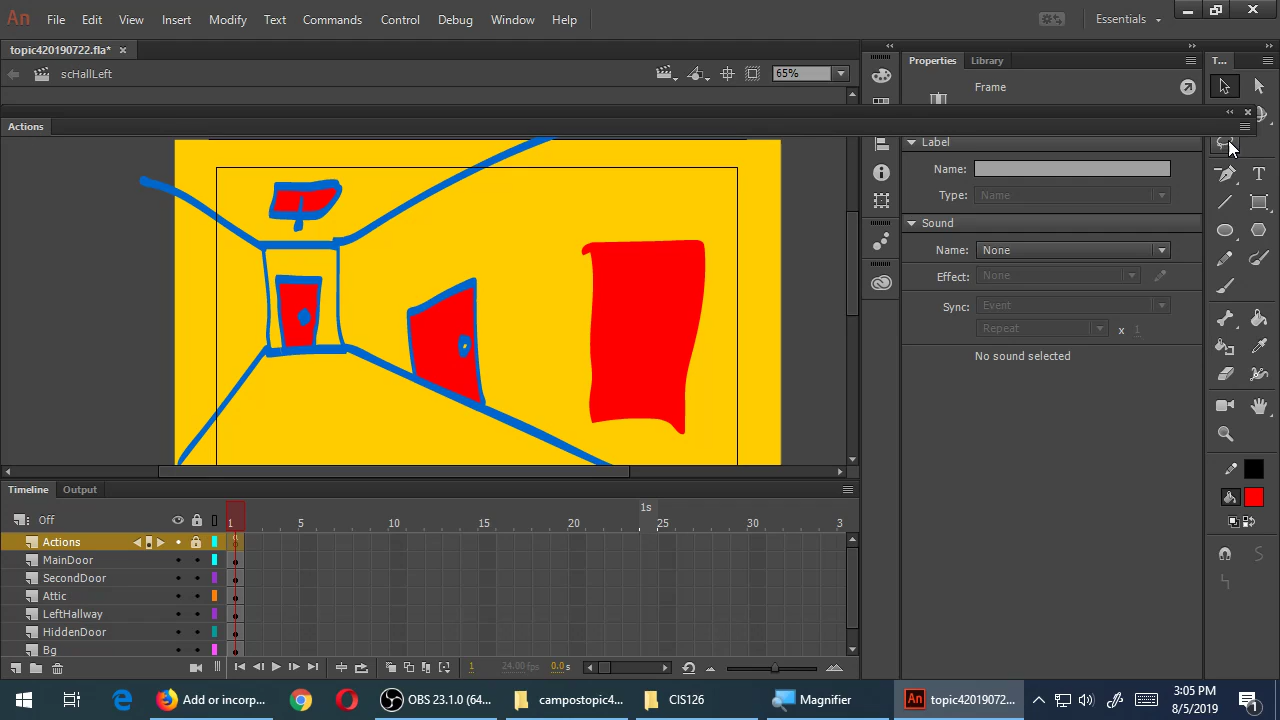 An File Edit View Insert Modify Text Commands Control Debug Window Help Essentials
topic420190722.fla* ×
scHallLeft 65%
Properties Library T...
Frame
Actions
Label
Name:
Type: Name
Sound
Name: None
Effect: None
Sync: Event
Repeat x 1
No sound selected
Timeline Output
1s
Off 1 5 10 15 20 25 30 3
Actions
MainDoor
SecondDoor
Attic
LeftHallway
HiddenDoor
Bg
1 24.00 fps 0.0 s
Add or incorp... OBS 23.1.0 (64... campostopic4... CIS126 Magnifier An topic420190722...
3:05 PM
Monday
8/5/2019